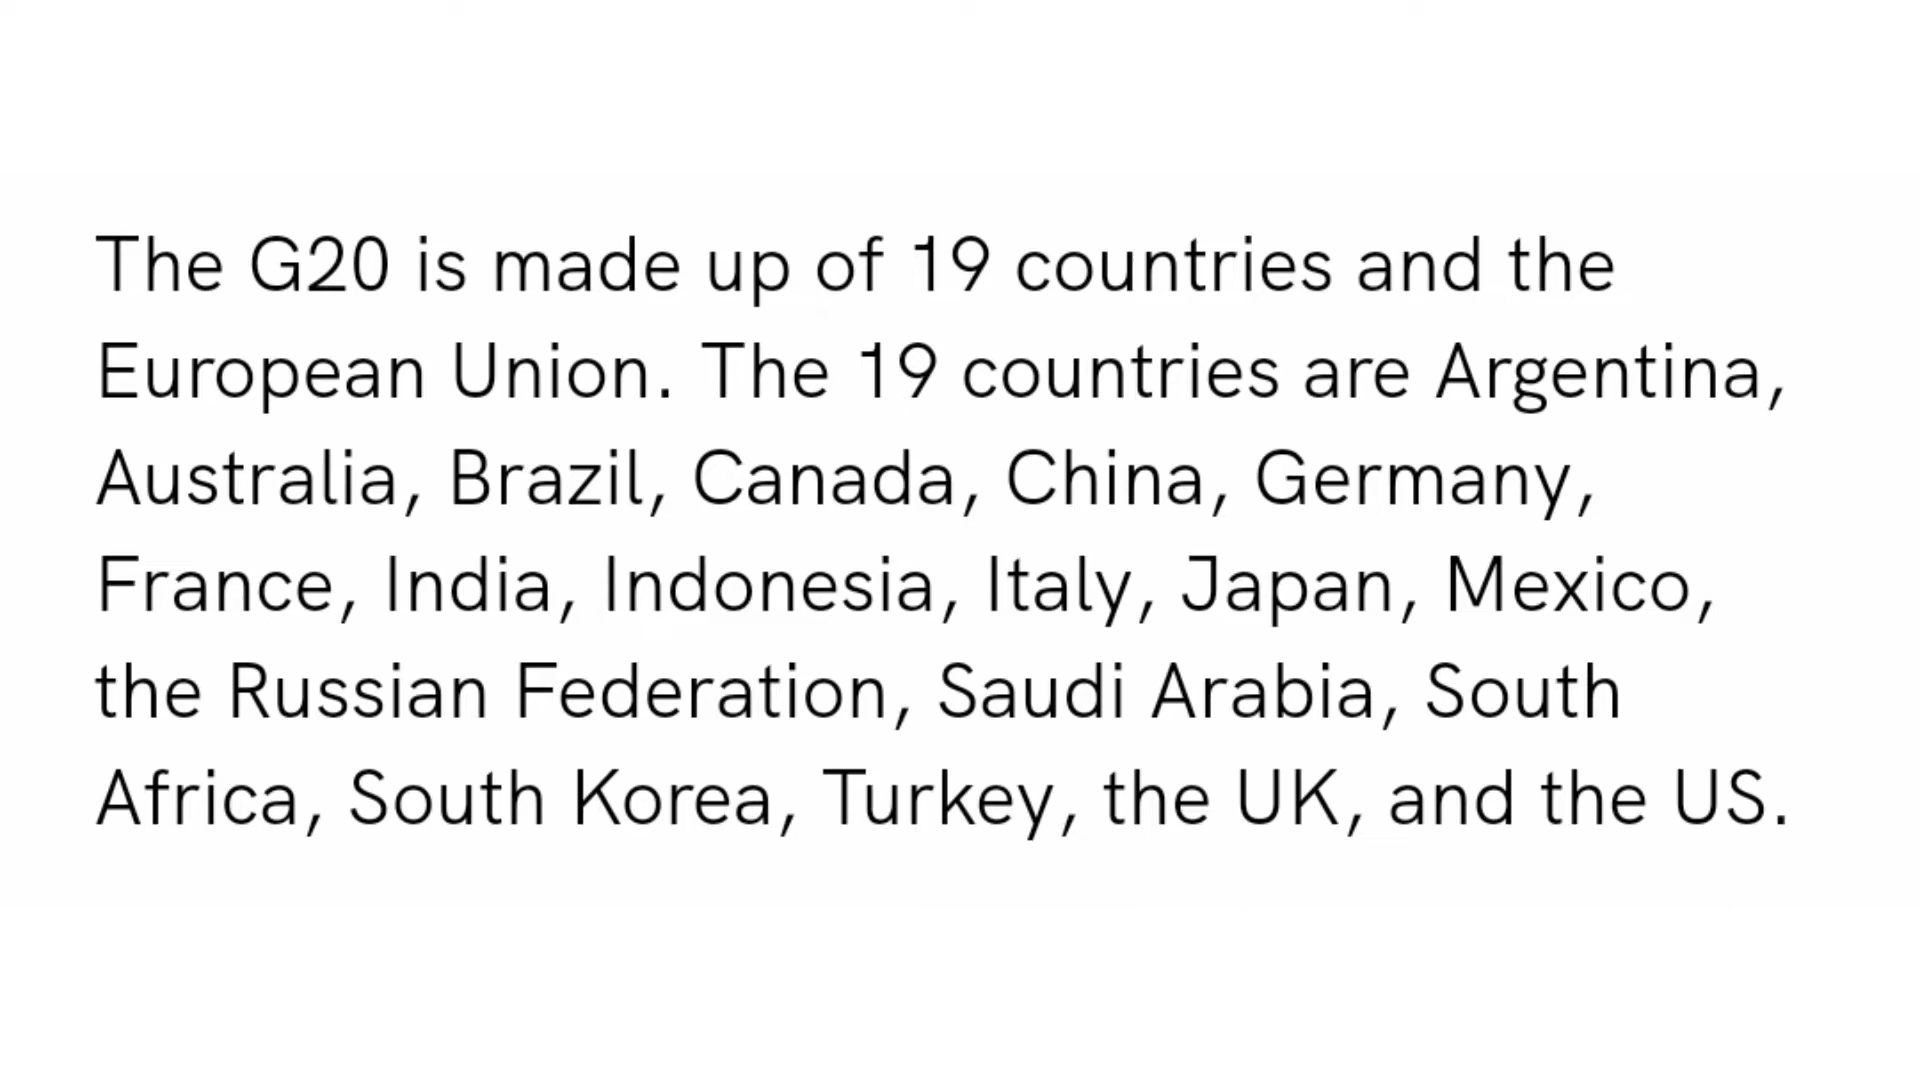 The G20 is made up of 19 countries and the
European Union. The 19 countries are Argentina,
Australia, Brazil, Canada, China, Germany,
France, India, Indonesia, Italy, Japan, Mexico,
the Russian Federation, Saudi Arabia, South
Africa, South Korea, Turkey, the UK, and the US.